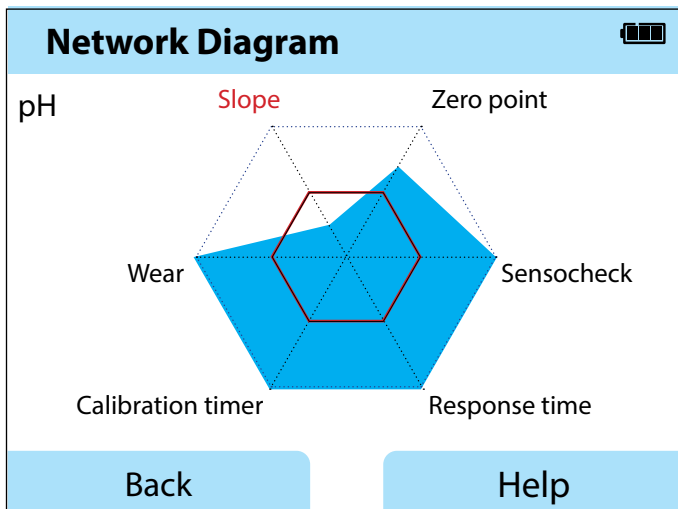 Network Diagram
pH
Slope
Zero point
Wear
Sensocheck
Calibration timer
Response time
Back
Help